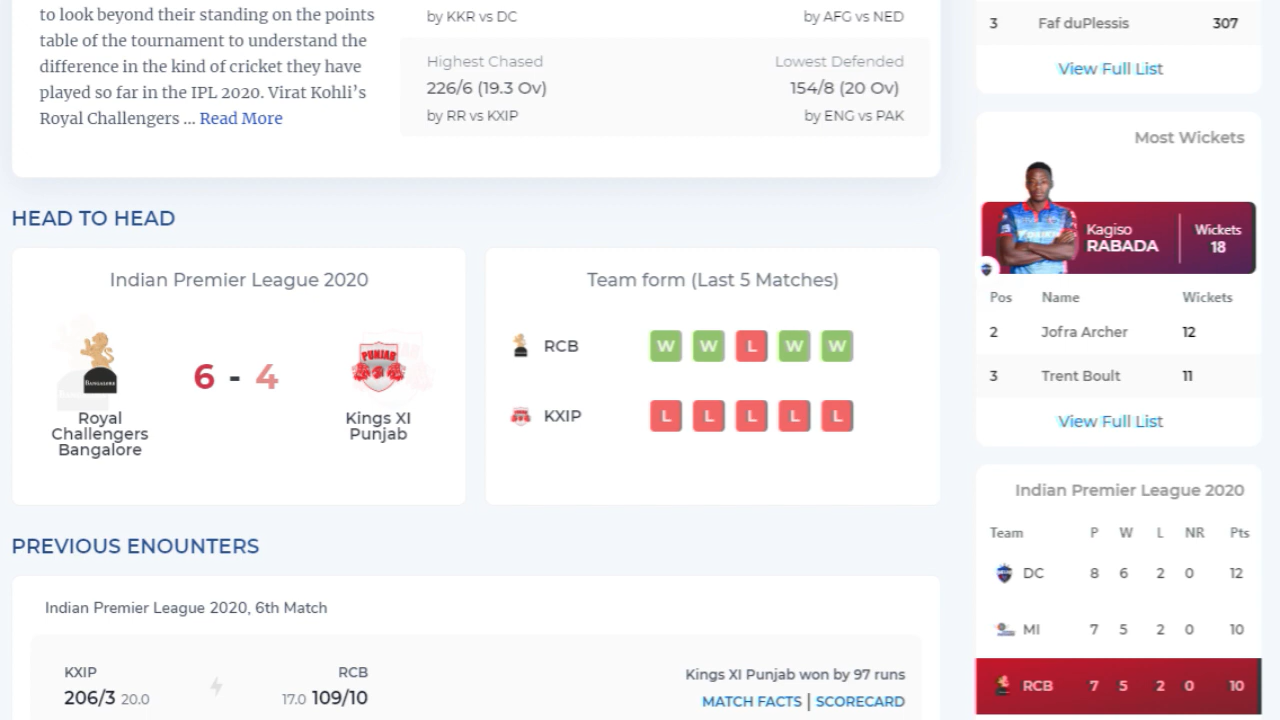 to look beyond their standing on the points
table of the tournament to understand the
difference in the kind of cricket they have
played so far in the IPL 2020. Virat Kohli’s
Royal Challengers ... Read More
by KKR vs DC
by AFG vs NED
Highest Chased
Lowest Defended
226/6 (19.3 Ov)
154/8 (20 Ov)
by RR vs KXIP
by ENG vs PAK
HEAD TO HEAD
Indian Premier League 2020
BANGALORE
6 - 4
PUNJAB
Royal
Challengers
Bangalore
Kings XI
Punjab
Team form (Last 5 Matches)
RCB W W L W W
KXIP L L L L L
PREVIOUS ENOUNTERS
Indian Premier League 2020, 6th Match
KXIP
RCB
206/3 20.0
17.0 109/10
Kings XI Punjab won by 97 runs
MATCH FACTS | SCORECARD
3 Faf duPlessis 307
View Full List
Most Wickets
Kagiso
RABADA
Wickets
18
Pos Name Wickets
2 Jofra Archer 12
3 Trent Boult 11
View Full List
Indian Premier League 2020
Team P W L NR Pts
DC 8 6 2 0 12
MI 7 5 2 0 10
RCB 7 5 2 0 10